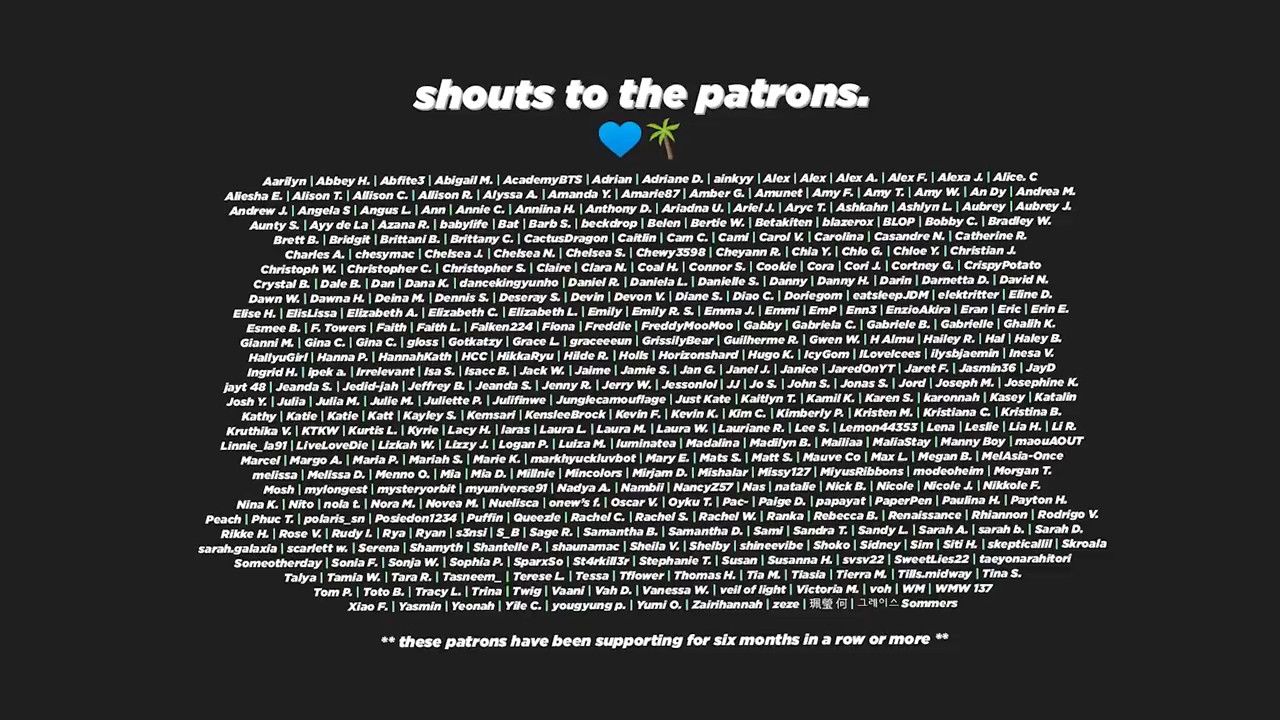 shouts to the patrons.
💙🌴
Aarilyn | Abbey H. | Abfite3 | Abigail M. | AcademyBTS | Adrian | Adriane D. | ainkyy | Alex | Alex | Alex A. | Alex F. | Alexa J. | Alice. C
Aliesha E. | Alison T. | Allison C. | Allison R. | Alyssa A. | Amanda Y. | Amarie87 | Amber G. | Amunet | Amy F. | Amy T. | Amy W. | An Dy | Andrea M.
Andrew J. | Angela S | Angus L. | Ann | Annie C. | Anniina H. | Anthony D. | Ariadna U. | Ariel J. | Aryc T. | Ashkahn | Ashlyn L. | Aubrey | Aubrey J.
Aunty S. | Ayy de La | Azana R. | babylife | Bat | Barb S. | beckdrop | Belen | Bertie W. | Betakiten | blazerox | BLOP | Bobby C. | Bradley W.
Brett B. | Bridgit | Brittani B. | Brittany C. | CactusDragon | Caitlin | Cam C. | Cami | Carol V. | Carolina | Casandre N. | Catherine R.
Charles A. | chesymac | Chelsea J. | Chelsea N. | Chelsea S. | Chewy3598 | Cheyann R. | Chia Y. | Chlo G. | Chloe Y. | Christian J.
Christoph W. | Christopher C. | Christopher S. | Claire | Clara N. | Coal H. | Connor S. | Cookie | Cora | Cori J. | Cortney G. | CrispyPotato
Crystal B. | Dale B. | Dan | Dana K. | dancekingyunho | Daniel R. | Daniela L. | Danielle S. | Danny | Danny H. | Darin | Darnetta D. | David N.
Dawn W. | Dawna H. | Deina M. | Dennis S. | Deseray S. | Devin | Devon V. | Diane S. | Diao C. | Doriegom | eatsleepJDM | elektritter | Eline D.
Elise H. | ElisLissa | Elizabeth A. | Elizabeth C. | Elizabeth L. | Emily | Emily R. S. | Emma J. | Emmi | EmP | Enn3 | EnzioAkira | Eran | Eric | Erin E.
Esmee B. | F. Towers | Faith | Faith L. | Falken224 | Fiona | Freddie | FreddyMooMoo | Gabby | Gabriela C. | Gabriele B. | Gabrielle | Ghalih K.
Gianni M. | Gina C. | Gina C. | gloss | Gotkatzy | Grace L. | graceeeun | GrissilyBear | Guilherme R. | Gwen W. | H Almu | Hailey R. | Hal | Haley B.
HallyuGirl | Hanna P. | HannahKath | HCC | HikkaRyu | Hilde R. | Holls | Horizonshard | Hugo K. | IcyGom | ILoveIcees | ilysbjaemin | Inesa V.
Ingrid H. | ipek a. | Irrelevant | Isa S. | Isacc B. | Jack W. | Jaime | Jamie S. | Jan G. | Janel J. | Janice | JaredOnYT | Jaret F. | Jasmin36 | JayD
jayt 48 | Jeanda S. | Jedid-jah | Jeffrey B. | Jeanda S. | Jenny R. | Jerry W. | Jessoniol | JJ | Jo S. | John S. | Jonas S. | Jord | Joseph M. | Josephine K.
Josh Y. | Julia | Julia M. | Julie M. | Juliette P. | Julifinwe | Junglecamouflage | Just Kate | Kaitlyn T. | Kamil K. | Karen S. | karonnah | Kasey | Katalin
Kathy | Katie | Katie | Katt | Kayley S. | Kemsari | KensleeBrock | Kevin F. | Kevin K. | Kim C. | Kimberly P. | Kristen M. | Kristiana C. | Kristina B.
Kruthika V. | KTKW | Kurtis L. | Kyrie | Lacy H. | laras | Laura L. | Laura M. | Laura W. | Lauriane R. | Lee S. | Lemon44353 | Lena | Leslie | Lia H. | Li R.
Linnie_la91 | LiveLoveDie | Lizkah W. | Lizzy J. | Logan P. | Luiza M. | luminatea | Madalina | Madilyn B. | Mailiaa | MaliaStay | Manny Boy | maouAOUT
Marcel | Margo A. | Maria P. | Mariah S. | Marie K. | markhyuckluvbot | Mary E. | Mats S. | Matt S. | Mauve Co | Max L. | Megan B. | MelAsia-Once
melissa | Melissa D. | Menno O. | Mia | Mia D. | Millnie | Mincolors | Mirjam D. | Mishalar | Missy127 | MiyusRibbons | modeoheim | Morgan T.
Mosh | mylongest | mysteryorbit | myuniverse91 | Nadya A. | Nambii | NancyZ57 | Nas | natalie | Nick B. | Nicole | Nicole J. | Nikkole F.
Nina K. | Nito | nola t. | Nora M. | Novea M. | Nuelisca | onew's f. | Oscar V. | Oyku T. | Pac- | Paige D. | papayat | PaperPen | Paulina H. | Payton H.
Peach | Phuc T. | polaris_sn | Posiedon1234 | Puffin | Queezle | Rachel C. | Rachel S. | Rachel W. | Ranka | Rebecca B. | Renaissance | Rhiannon | Rodrigo V.
Rikke H. | Rose V. | Rudy I. | Rya | Ryan | s3nsi | S_B | Sage R. | Samantha B. | Samantha D. | Sami | Sandra T. | Sandy L. | Sarah A. | sarah b. | Sarah D.
sarah.galaxia | scarlett w. | Serena | Shamyth | Shantelle P. | shaunamac | Sheila V. | Shelby | shineevibe | Shoko | Sidney | Sim | Siti H. | skepticallil | Skroala
Someotherday | Sonia F. | Sonja W. | Sophia P. | SparxSo | St4rkill3r | Stephanie T. | Susan | Susanna H. | svsv22 | SweetLies22 | taeyonarahitori
Talya | Tamia W. | Tara R. | Tasneem_ | Terese L. | Tessa | Tflower | Thomas H. | Tia M. | Tiasia | Tierra M. | Tills.midway | Tina S.
Tom P. | Toto B. | Tracy L. | Trina | Twig | Vaani | Vah D. | Vanessa W. | veil of light | Victoria M. | voh | WM | WMW 137
Xiao F. | Yasmin | Yeonah | Yile C. | yougyung p. | Yumi O. | Zairihannah | zeze | 珮瑩 何 | 그레이스 Sommers
** these patrons have been supporting for six months in a row or more **